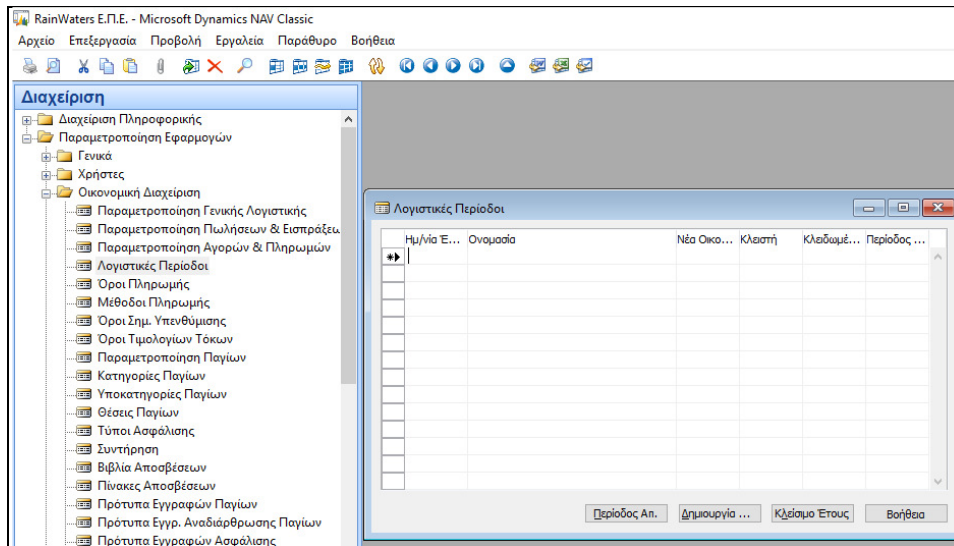 RainWaters Ε.Π.Ε. - Microsoft Dynamics NAV Classic
Αρχείο Επεξεργασία Προβολή Εργαλεία Παράθυρο Βοήθεια
Διαχείριση
Διαχείριση Πληροφορικής
Παραμετροποίηση Εφαρμογών
Γενικά
Χρήστες
Οικονομική Διαχείριση
Παραμετροποίηση Γενικής Λογιστικής
Παραμετροποίηση Πωλήσεων & Εισπράξεω
Παραμετροποίηση Αγορών & Πληρωμών
Λογιστικές Περίοδοι
Όροι Πληρωμής
Μέθοδοι Πληρωμής
Όροι Σημ. Υπενθύμισης
Όροι Τιμολογίων Τόκων
Παραμετροποίηση Παγίων
Κατηγορίες Παγίων
Υποκατηγορίες Παγίων
Θέσεις Παγίων
Τύποι Ασφάλισης
Συντήρηση
Βιβλία Αποσβέσεων
Πίνακες Αποσβέσεων
Πρότυπα Εγγραφών Παγίων
Πρότυπα Εγγρ. Αναδιάρθρωσης Παγίων
Πρότυπα Εγγραφών Ασφάλισης
Λογιστικές Περίοδοι
Ημ/νία Έ... Ονομασία Νέα Οικο... Κλειστή Κλειδωμέ... Περίοδος ...
Περίοδος Απ. Δημιουργία ... Κλείσιμο Έτους Βοήθεια